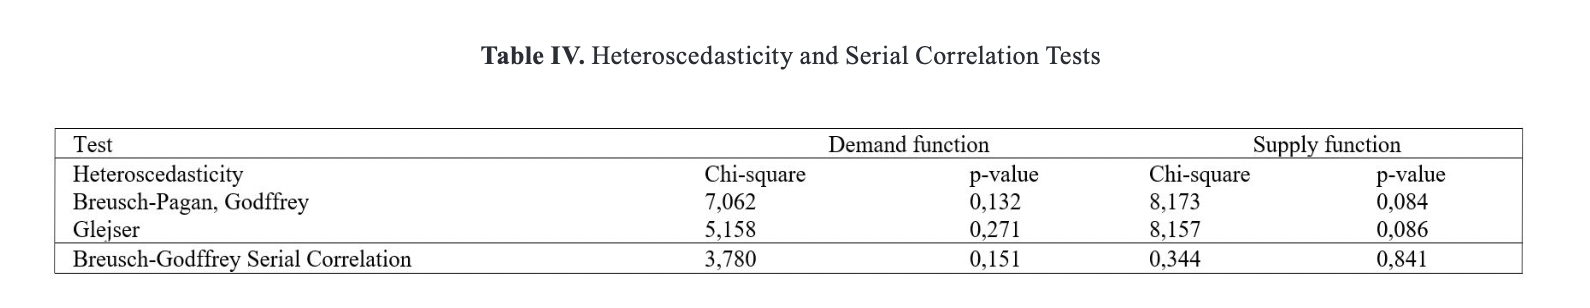 Table IV. Heteroscedasticity and Serial Correlation Tests
Test Demand function Supply function
Heteroscedasticity Chi-square p-value Chi-square p-value
Breusch-Pagan, Godffrey 7,062 0,132 8,173 0,084
Glejser 5,158 0,271 8,157 0,086
Breusch-Godffrey Serial Correlation 3,780 0,151 0,344 0,841